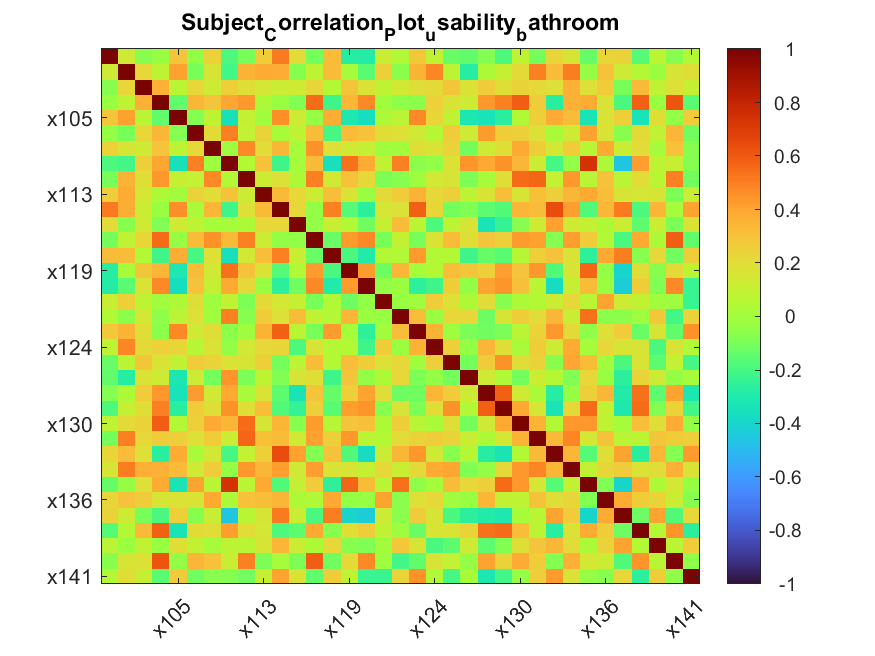 Subject_Correlation_Plot_usability_bathroom
x105
x113
x119
x124
x130
x136
x141
x105 x113 x119 x124 x130 x136 x141
1
0.8
0.6
0.4
0.2
0
-0.2
-0.4
-0.6
-0.8
-1